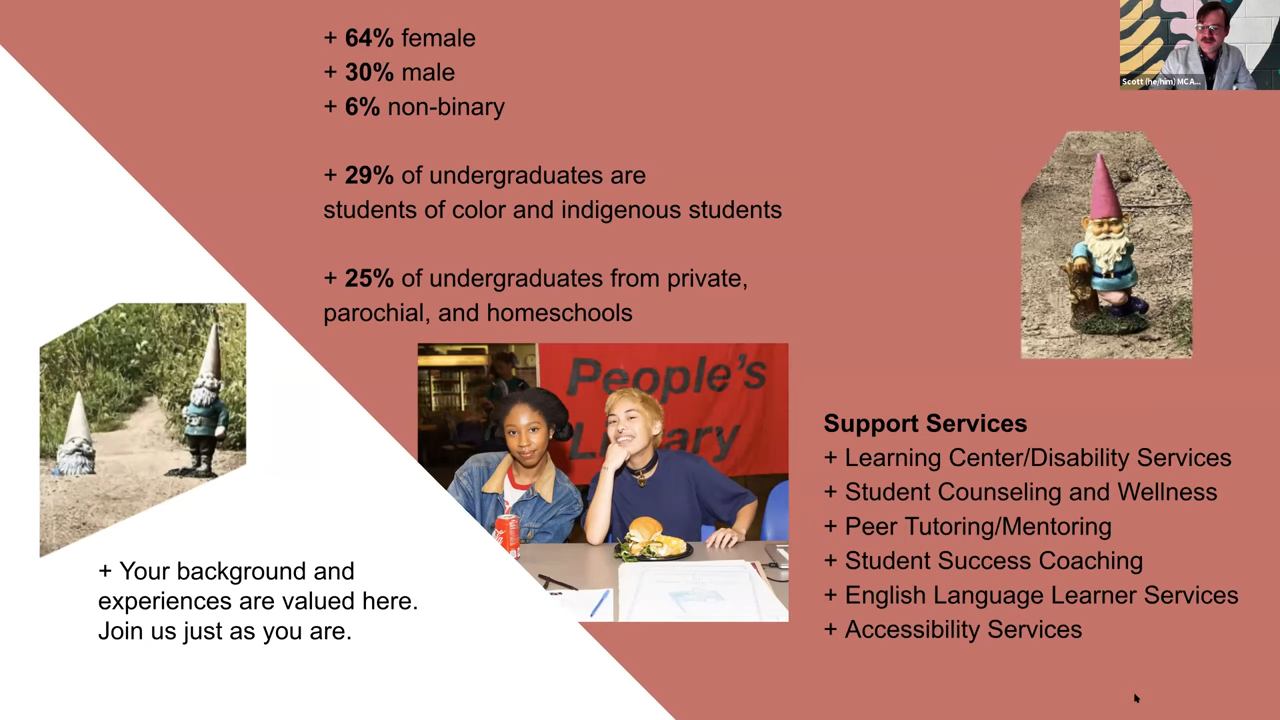 + 64% female
+ 30% male
+ 6% non-binary
+ 29% of undergraduates are
students of color and indigenous students
+ 25% of undergraduates from private,
parochial, and homeschools
Scott (he/him) MCA...
People's
Library
Support Services
+ Learning Center/Disability Services
+ Student Counseling and Wellness
+ Peer Tutoring/Mentoring
+ Student Success Coaching
+ English Language Learner Services
+ Accessibility Services
+ Your background and
experiences are valued here.
Join us just as you are.